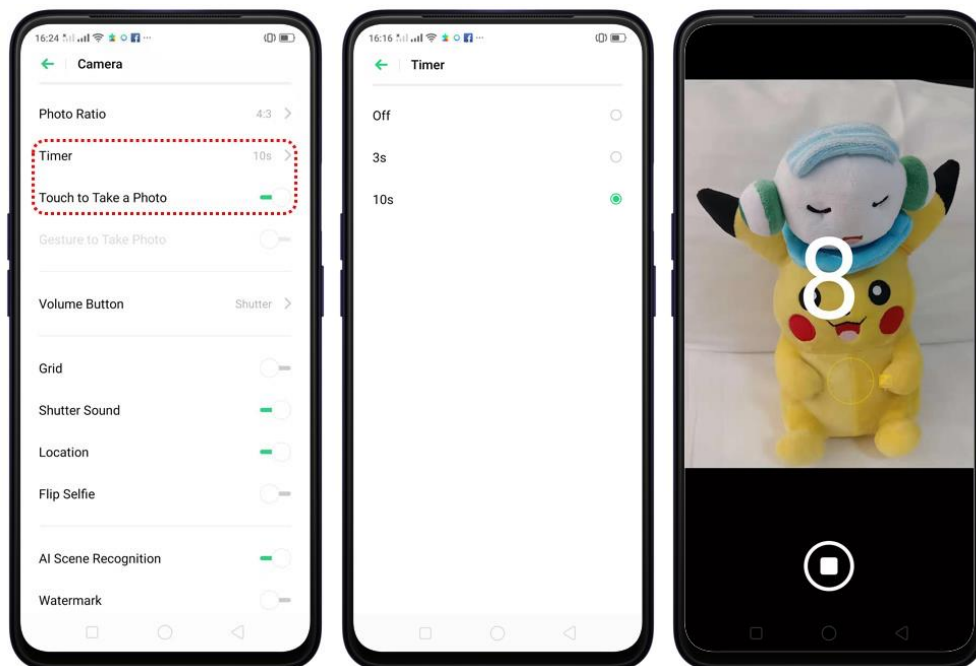 16:24
Camera
Photo Ratio 4:3
Timer 10s
Touch to Take a Photo
Gesture to Take Photo
Volume Button Shutter
Grid
Shutter Sound
Location
Flip Selfie
AI Scene Recognition
Watermark
16:16
Timer
Off
3s
10s
8